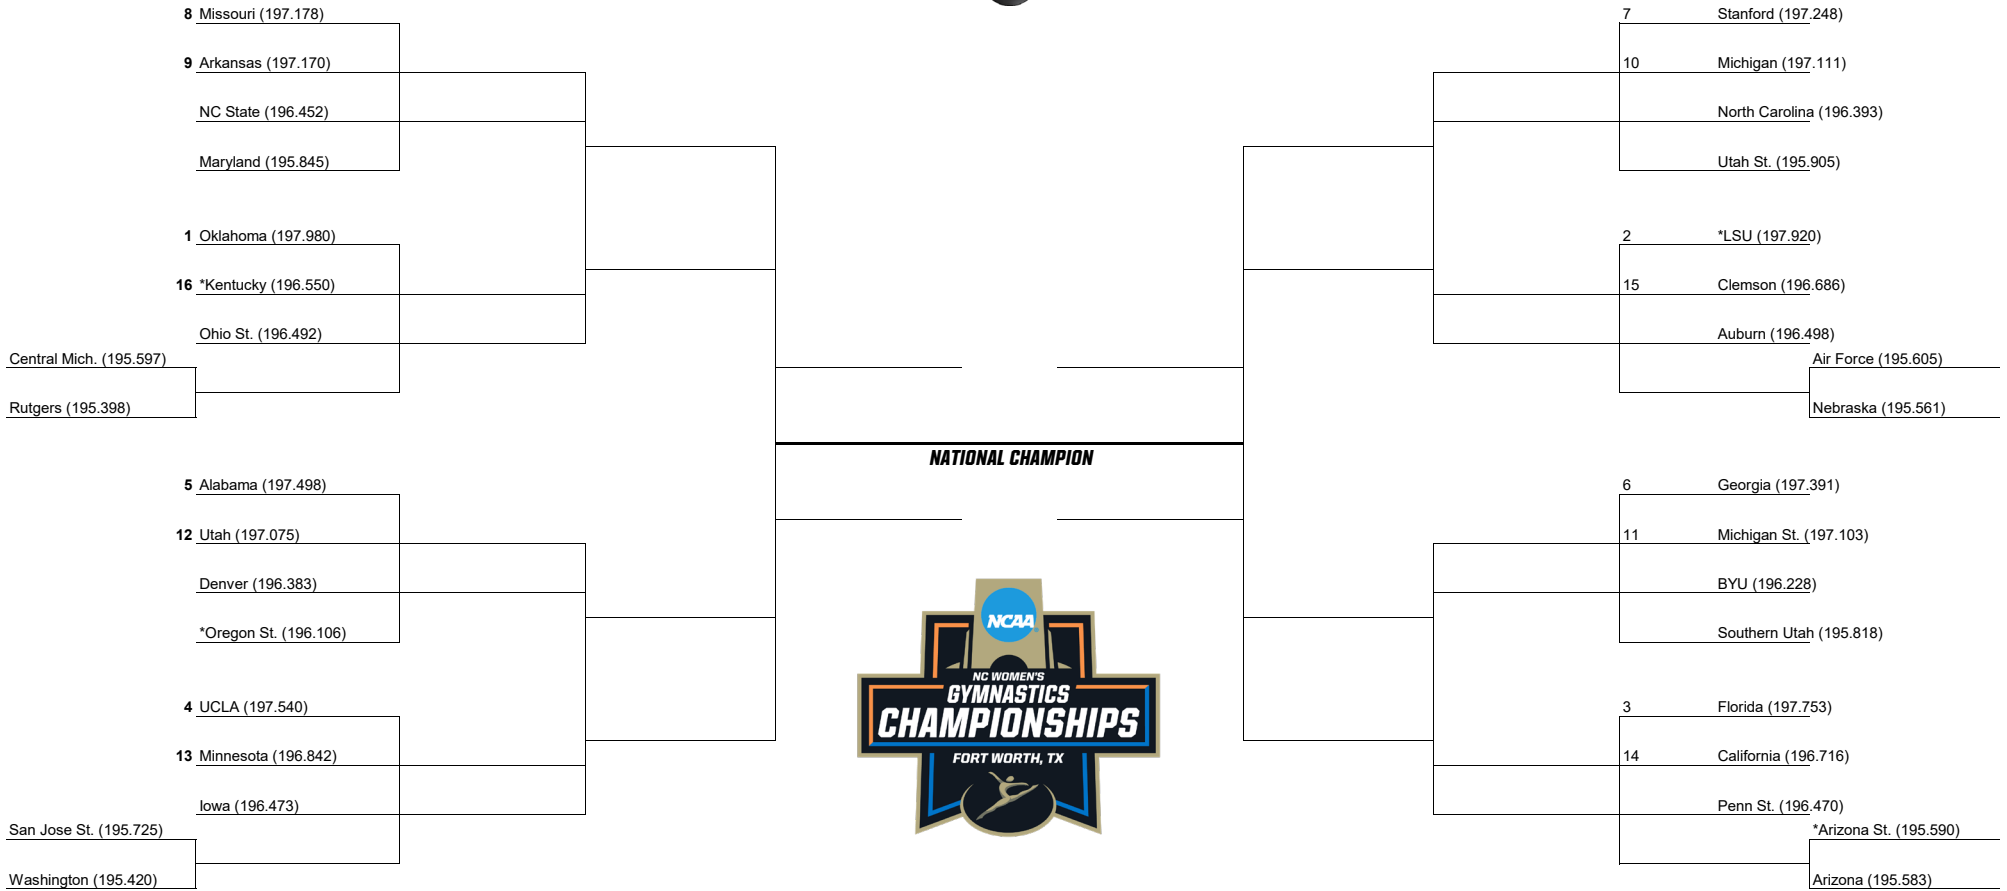 8 Missouri (197.178)
9 Arkansas (197.170)
NC State (196.452)
Maryland (195.845)
1 Oklahoma (197.980)
16 *Kentucky (196.550)
Ohio St. (196.492)
Central Mich. (195.597)
Rutgers (195.398)
5 Alabama (197.498)
12 Utah (197.075)
Denver (196.383)
*Oregon St. (196.106)
4 UCLA (197.540)
13 Minnesota (196.842)
Iowa (196.473)
San Jose St. (195.725)
Washington (195.420)
NATIONAL CHAMPION
NCAA
NC WOMEN'S
GYMNASTICS
CHAMPIONSHIPS
FORT WORTH, TX
7 Stanford (197.248)
10 Michigan (197.111)
North Carolina (196.393)
Utah St. (195.905)
2 *LSU (197.920)
15 Clemson (196.686)
Auburn (196.498)
Air Force (195.605)
Nebraska (195.561)
6 Georgia (197.391)
11 Michigan St. (197.103)
BYU (196.228)
Southern Utah (195.818)
3 Florida (197.753)
14 California (196.716)
Penn St. (196.470)
*Arizona St. (195.590)
Arizona (195.583)